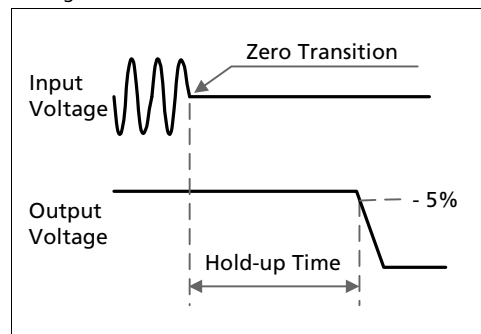 Zero Transition
Input
Voltage
- 5%
Output
Voltage
Hold-up Time